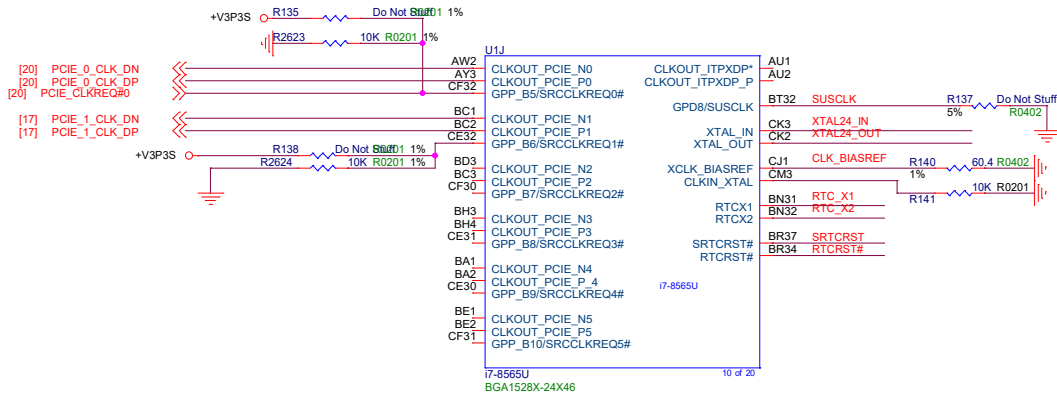 +V3P3S R135 Do Not Stuff R0201 1%
R2623 10K R0201 1%
[20] PCIE_0_CLK_DN
[20] PCIE_0_CLK_DP
[20] PCIE_CLKREQ#0
[17] PCIE_1_CLK_DN
[17] PCIE_1_CLK_DP
+V3P3S R138 Do Not Stuff R0201 1%
R2624 10K R0201 1%
U1J
AW2 CLKOUT_PCIE_N0
AY3 CLKOUT_PCIE_P0
CF32 GPP_B5/SRCCLKREQ0#
BC1 CLKOUT_PCIE_N1
BC2 CLKOUT_PCIE_P1
CE32 GPP_B6/SRCCLKREQ1#
BD3 CLKOUT_PCIE_N2
BC3 CLKOUT_PCIE_P2
CF30 GPP_B7/SRCCLKREQ2#
BH3 CLKOUT_PCIE_N3
BH4 CLKOUT_PCIE_P3
CE31 GPP_B8/SRCCLKREQ3#
BA1 CLKOUT_PCIE_N4
BA2 CLKOUT_PCIE_P_4
CE30 GPP_B9/SRCCLKREQ4#
BE1 CLKOUT_PCIE_N5
BE2 CLKOUT_PCIE_P5
CF31 GPP_B10/SRCCLKREQ5#
CLKOUT_ITPXDP* AU1
CLKOUT_ITPXDP_P AU2
GPD8/SUSCLK BT32 SUSCLK R137 Do Not Stuff
5% R0402
XTAL_IN CK3 XTAL24_IN
XTAL_OUT CK2 XTAL24_OUT
XCLK_BIASREF CJ1 CLK_BIASREF R140 60.4 R0402
1%
CLKIN_XTAL CM3 R141 10K R0201
RTCX1 BN31 RTC_X1
RTCX2 BN32 RTC_X2
SRTCRST# BR37 SRTCRST
RTCRST# BR34 RTCRST#
i7-8565U
i7-8565U 10 of 20
BGA1528X-24X46